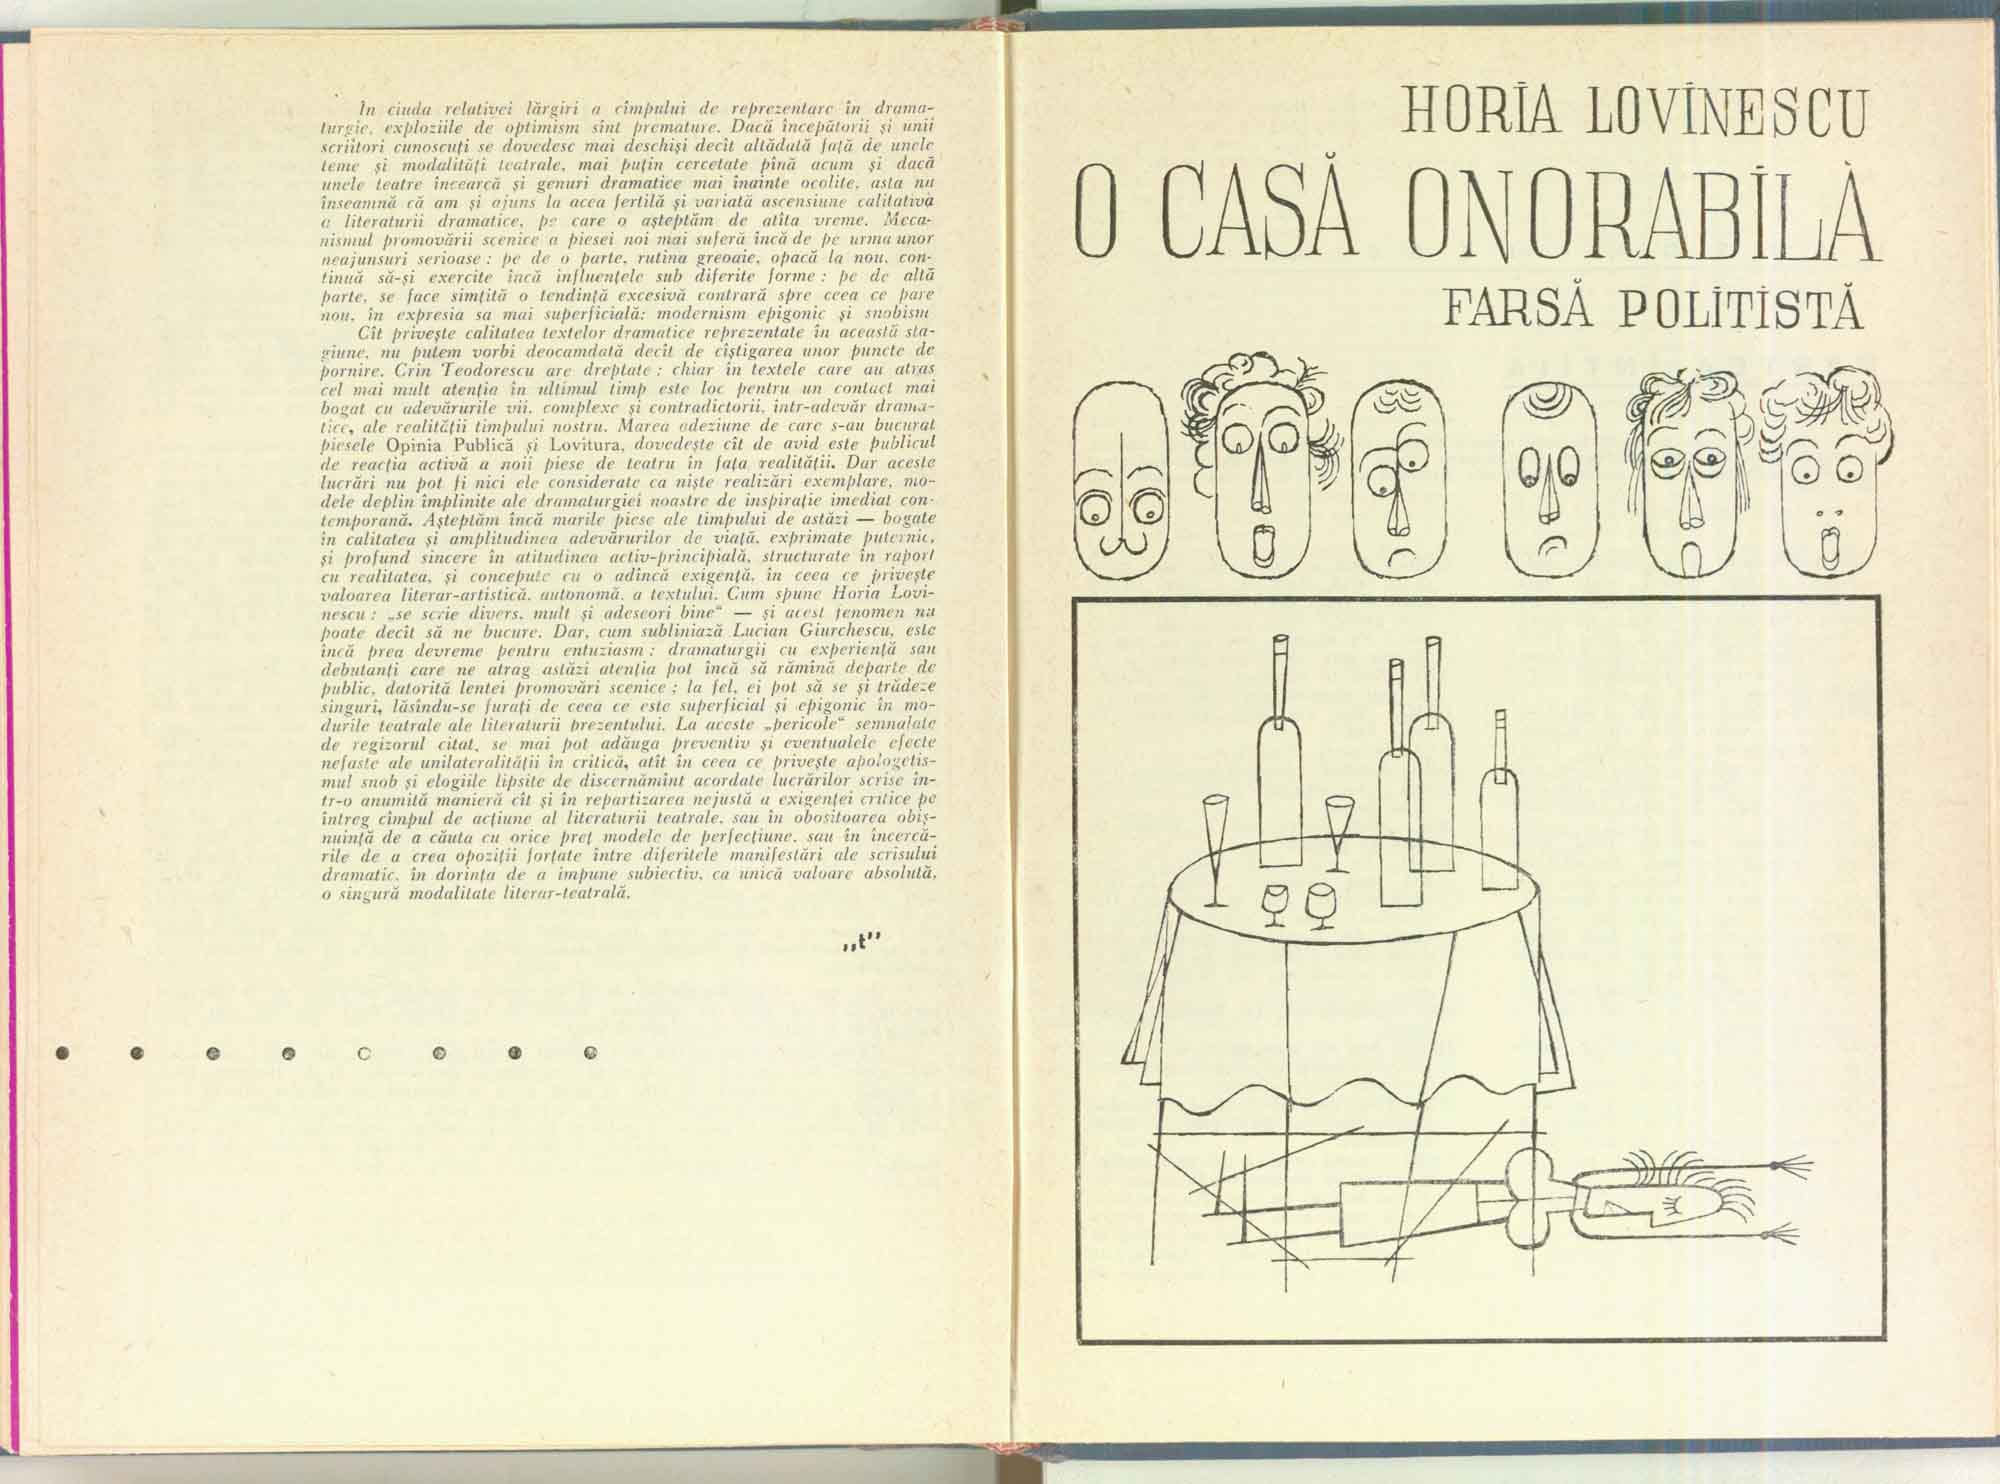 In ciuda relativei lărgiri a cîmpului de reprezentare în drama-
turgie, exploziile de optimism sînt premature. Dacă începătorii și unii
scriitori cunoscuți se dovedesc mai deschiși decît altădată față de unele
teme și modalități teatrale, mai puțin cercetate pînă acum și dacă
unele teatre încearcă și genuri dramatice mai înainte ocolite, asta nu
înseamnă că am și ajuns la acea fertilă și variată ascensiune calitativă
a literaturii dramatice, pe care o așteptăm de atîta vreme. Meca-
nismul promovării scenice a piesei noi mai suferă încă de pe urma unor
neajunsuri serioase : pe de o parte, rutina greoaie, opacă la nou, con-
tinuă să-și exercite încă influențele sub diferite forme : pe de altă
parte, se face simțită o tendință excesivă contrară spre ceea ce pare
nou, în expresia sa mai superficială: modernism epigonic și snobism
Cît privește calitatea textelor dramatice reprezentate în această sta-
giune, nu putem vorbi deocamdată decît de cîștigarea unor puncte de
pornire. Crin Teodorescu are dreptate : chiar în textele care au atras
cel mai mult atenția în ultimul timp este loc pentru un contact mai
bogat cu adevărurile vii, complexe și contradictorii, într-adevăr drama-
tice, ale realității timpului nostru. Marea adeziune de care s-au bucurat
piesele Opinia Publică și Lovitura, dovedește cît de avid este publicul
de reacția activă a noii piese de teatru în fața realității. Dar aceste
lucrări nu pot fi nici ele considerate ca niște realizări exemplare, mo-
dele deplin împlinite ale dramaturgiei noastre de inspirație imediat con-
temporană. Așteptăm încă marile piese ale timpului de astăzi — bogate
în calitatea și amplitudinea adevărurilor de viață, exprimate puternic,
și profund sincere în atitudinea activ-principială, structurate în raport
cu realitatea, și concepute cu o adîncă exigență, în ceea ce privește
valoarea literar-artistică, autonomă, a textului. Cum spune Horia Lovi-
nescu : „se scrie divers, mult și adeseori bine“ — și acest fenomen nu
poate decît să ne bucure. Dar, cum subliniază Lucian Giurchescu, este
încă prea devreme pentru entuziasm : dramaturgii cu experiență sau
debutanți care ne atrag astăzi atenția pot încă să rămînă departe de
public, datorită lentei promovări scenice ; la fel, ei pot să se și trădeze
singuri, lăsîndu-se furați de ceea ce este superficial și epigonic în mo-
durile teatrale ale literaturii prezentului. La aceste „pericole“ semnalate
de regizorul citat, se mai pot adăuga preventiv și eventualele efecte
nefaste ale unilateralității în critică, atît în ceea ce privește apologetis-
mul snob și elogiile lipsite de discernămînt acordate lucrărilor scrise în-
tr-o anumită manieră cît și în repartizarea nejustă a exigenței critice pe
întreg cîmpul de acțiune al literaturii teatrale, sau în obositoarea obiș-
nuință de a căuta cu orice preț modele de perfecțiune, sau în încercă-
rile de a crea opoziții forțate între diferitele manifestări ale scrisului
dramatic, în dorința de a impune subiectiv, ca unică valoare absolută,
o singură modalitate literar-teatrală.
„t”
HORIA LOVINESCU
O CASĂ ONORABILĂ
FARSĂ POLITISTĂ